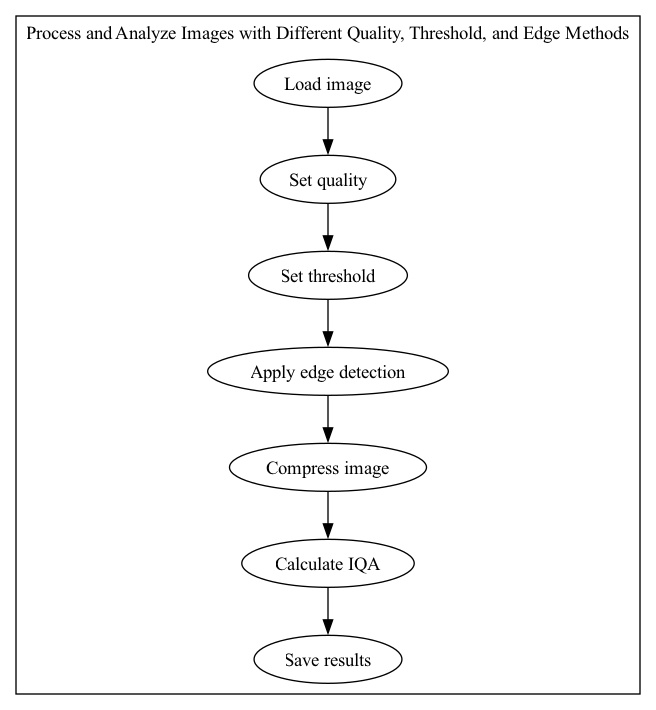 Process and Analyze Images with Different Quality, Threshold, and Edge Methods
Load image
Set quality
Set threshold
Apply edge detection
Compress image
Calculate IQA
Save results